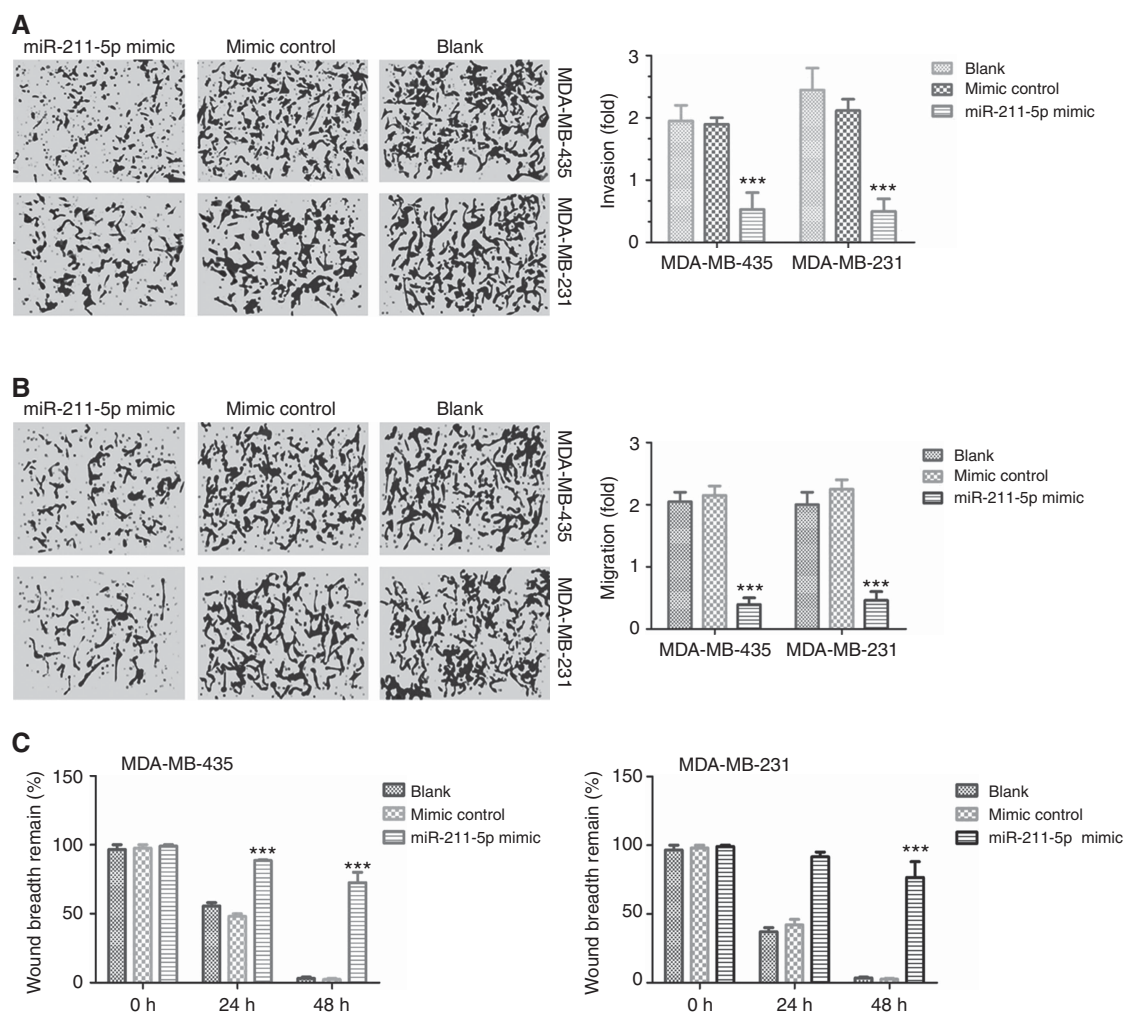 A
miR-211-5p mimic Mimic control Blank
MDA-MB-435
MDA-MB-231
Invasion (fold)
3
2
1
0
*** ***
MDA-MB-435 MDA-MB-231
Blank
Mimic control
miR-211-5p mimic
B
miR-211-5p mimic Mimic control Blank
MDA-MB-435
MDA-MB-231
Migration (fold)
3
2
1
0
*** ***
MDA-MB-435 MDA-MB-231
Blank
Mimic control
miR-211-5p mimic
C
MDA-MB-435
Wound breadth remain (%)
150
100
50
0
*** ***
0 h 24 h 48 h
Blank
Mimic control
miR-211-5p mimic
MDA-MB-231
Wound breadth remain (%)
150
100
50
0
***
0 h 24 h 48 h
Blank
Mimic control
miR-211-5p mimic